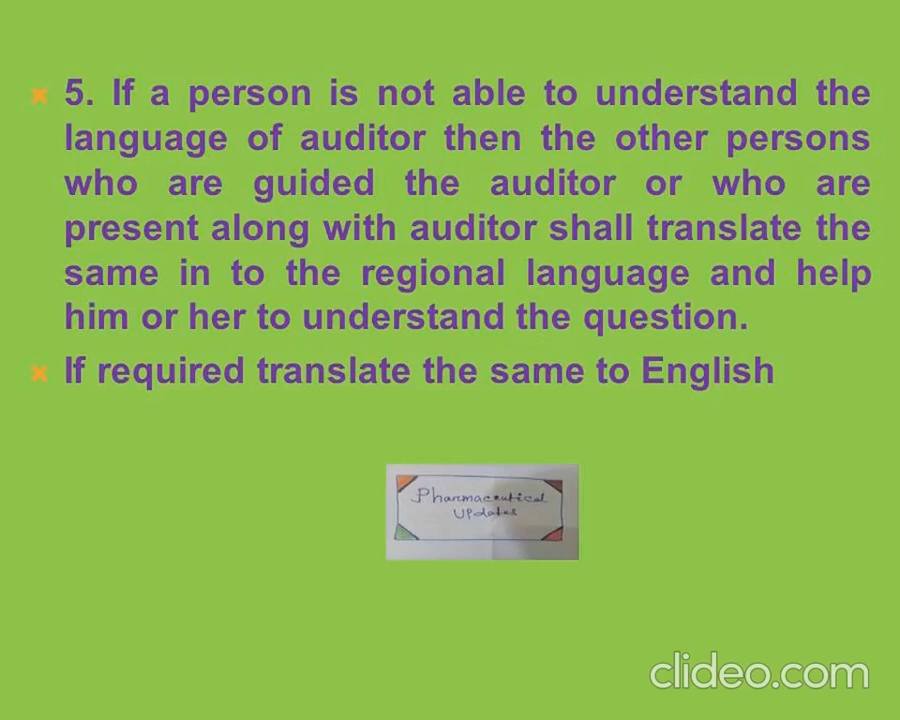 5. If a person is not able to understand the
language of auditor then the other persons
who are guided the auditor or who are
present along with auditor shall translate the
same in to the regional language and help
him or her to understand the question.
If required translate the same to English
Pharmaceutical
Updates
clideo.com